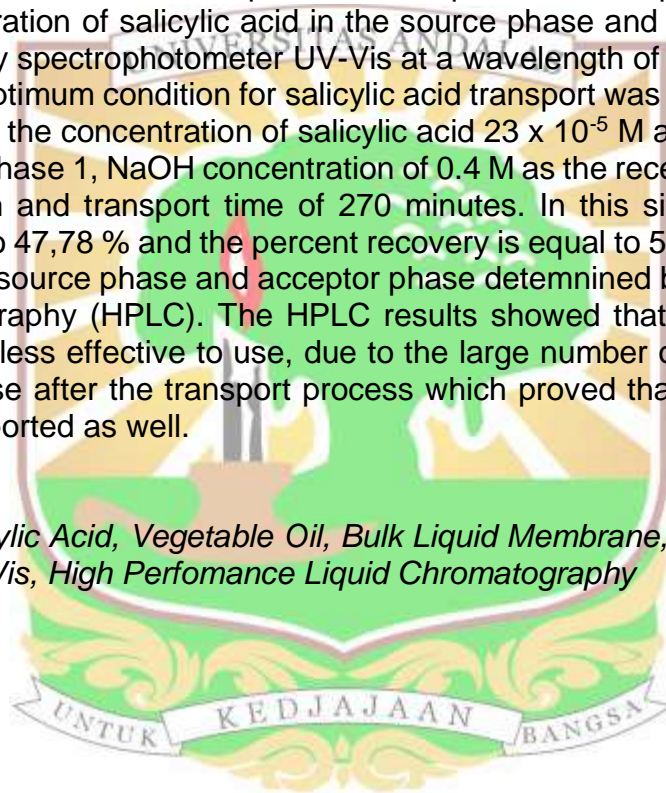 ration of salicylic acid in the source phase and
UNIVERSITAS ANDALAS
y spectrophotometer UV-Vis at a wavelength of
otimum condition for salicylic acid transport was
the concentration of salicylic acid 23 x 10⁻⁵ M a
hase 1, NaOH concentration of 0.4 M as the rece
and transport time of 270 minutes. In this si
o 47,78 % and the percent recovery is equal to 5
source phase and acceptor phase detemnined b
raphy (HPLC). The HPLC results showed that
less effective to use, due to the large number o
se after the transport process which proved tha
ported as well.
ylic Acid, Vegetable Oil, Bulk Liquid Membrane,
Vis, High Perfomance Liquid Chromatography
UNTUK KEDJAJAAN BANGSA